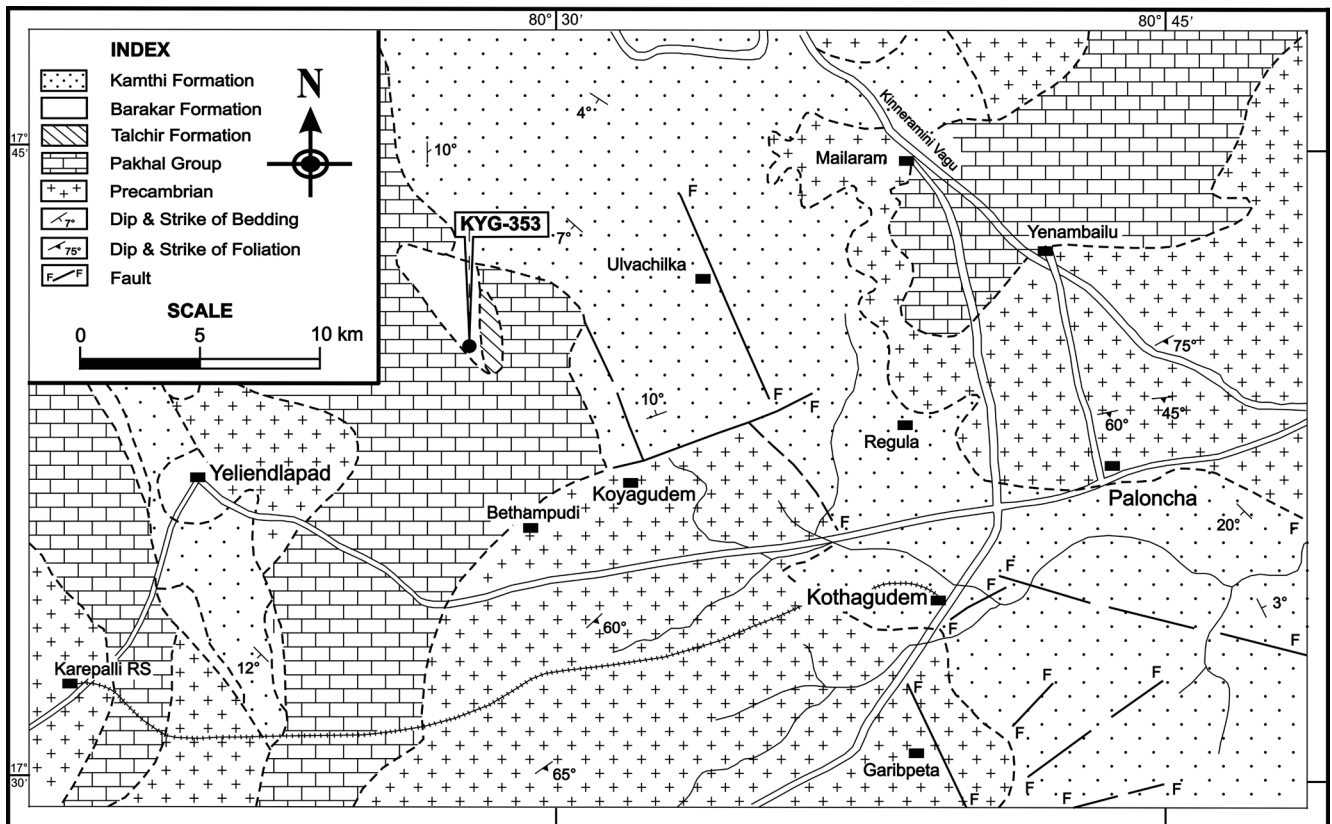 80° 30'
80° 45'
INDEX
Kamthi Formation
Barakar Formation
Talchir Formation
Pakhal Group
Precambrian
7°
Dip & Strike of Bedding
75°
Dip & Strike of Foliation
F F
Fault
N
SCALE
0 5 10 km
17°
45'
4°
10°
KYG-353
7°
Ulvachilka
F
Mailaram
Kinneramini Vagu
Yenambailu
75°
45°
60°
10°
F
F
Regula
Yeliendlapad
Koyagudem
Bethampudi
Paloncha
20°
F
F
Kothagudem
F
F
F
3°
F
60°
12°
Karepalli RS
F
F
F
F
65°
Garibpeta
F
F
F
F
17°
30'